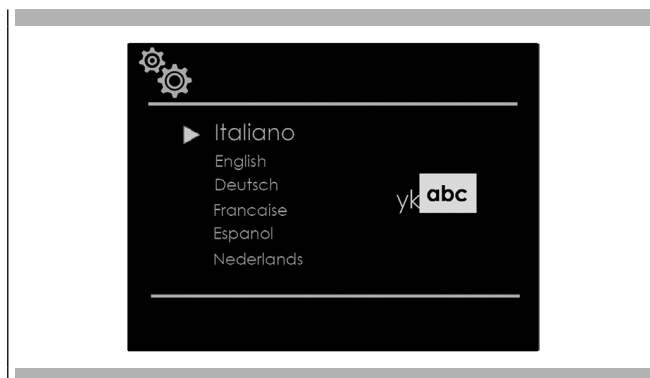 Italiano
English
Deutsch
Francaise
Espanol
Nederlands
yk
abc